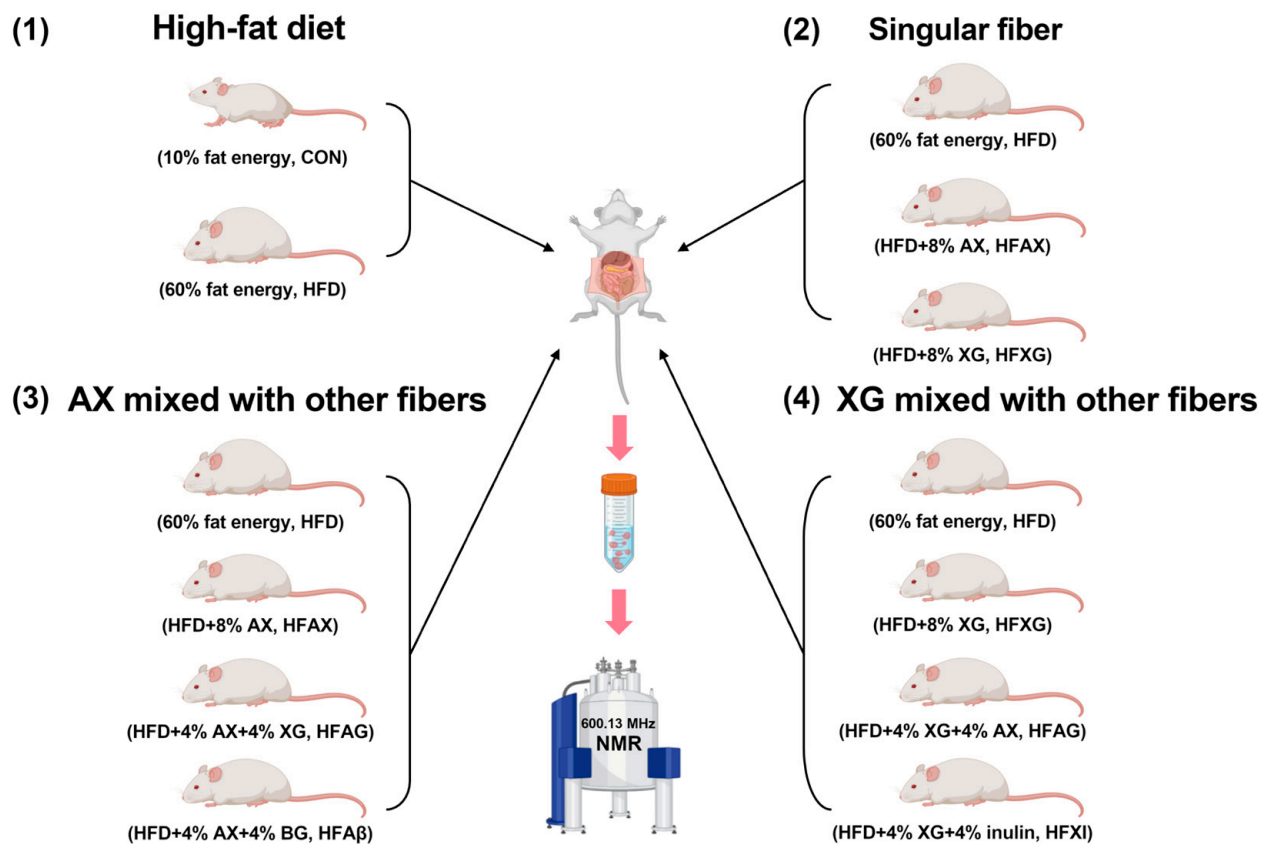 (1) High-fat diet
(10% fat energy, CON)
(60% fat energy, HFD)
(2) Singular fiber
(60% fat energy, HFD)
(HFD+8% AX, HFAX)
(HFD+8% XG, HFXG)
(3) AX mixed with other fibers
(60% fat energy, HFD)
(HFD+8% AX, HFAX)
(HFD+4% AX+4% XG, HFAG)
(HFD+4% AX+4% BG, HFAβ)
(4) XG mixed with other fibers
(60% fat energy, HFD)
(HFD+8% XG, HFXG)
(HFD+4% XG+4% AX, HFAG)
(HFD+4% XG+4% inulin, HFXI)
600.13 MHz
NMR